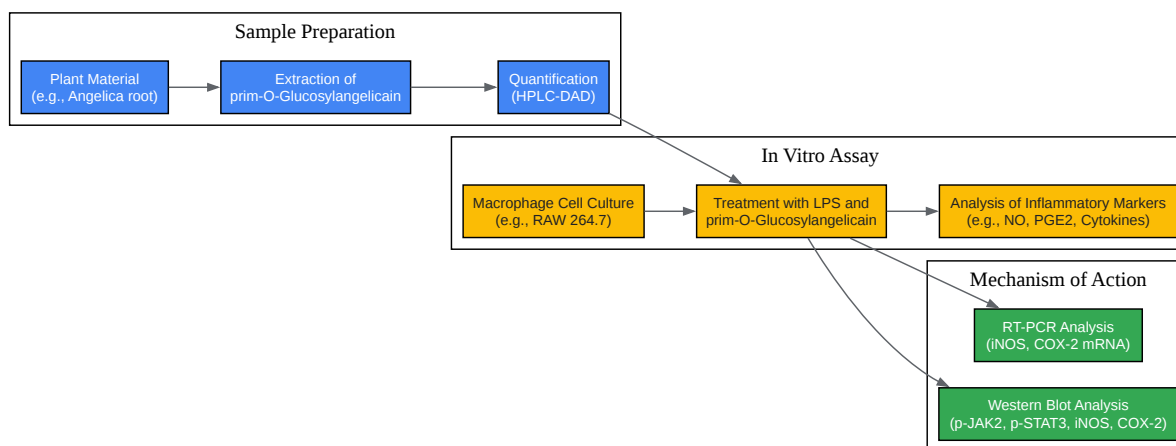 Sample Preparation
Plant Material
(e.g., Angelica root)
Extraction of
prim-O-Glucosylangelicain
Quantification
(HPLC-DAD)
In Vitro Assay
Macrophage Cell Culture
(e.g., RAW 264.7)
Treatment with LPS and
prim-O-Glucosylangelicain
Analysis of Inflammatory Markers
(e.g., NO, PGE2, Cytokines)
Mechanism of Action
RT-PCR Analysis
(iNOS, COX-2 mRNA)
Western Blot Analysis
(p-JAK2, p-STAT3, iNOS, COX-2)